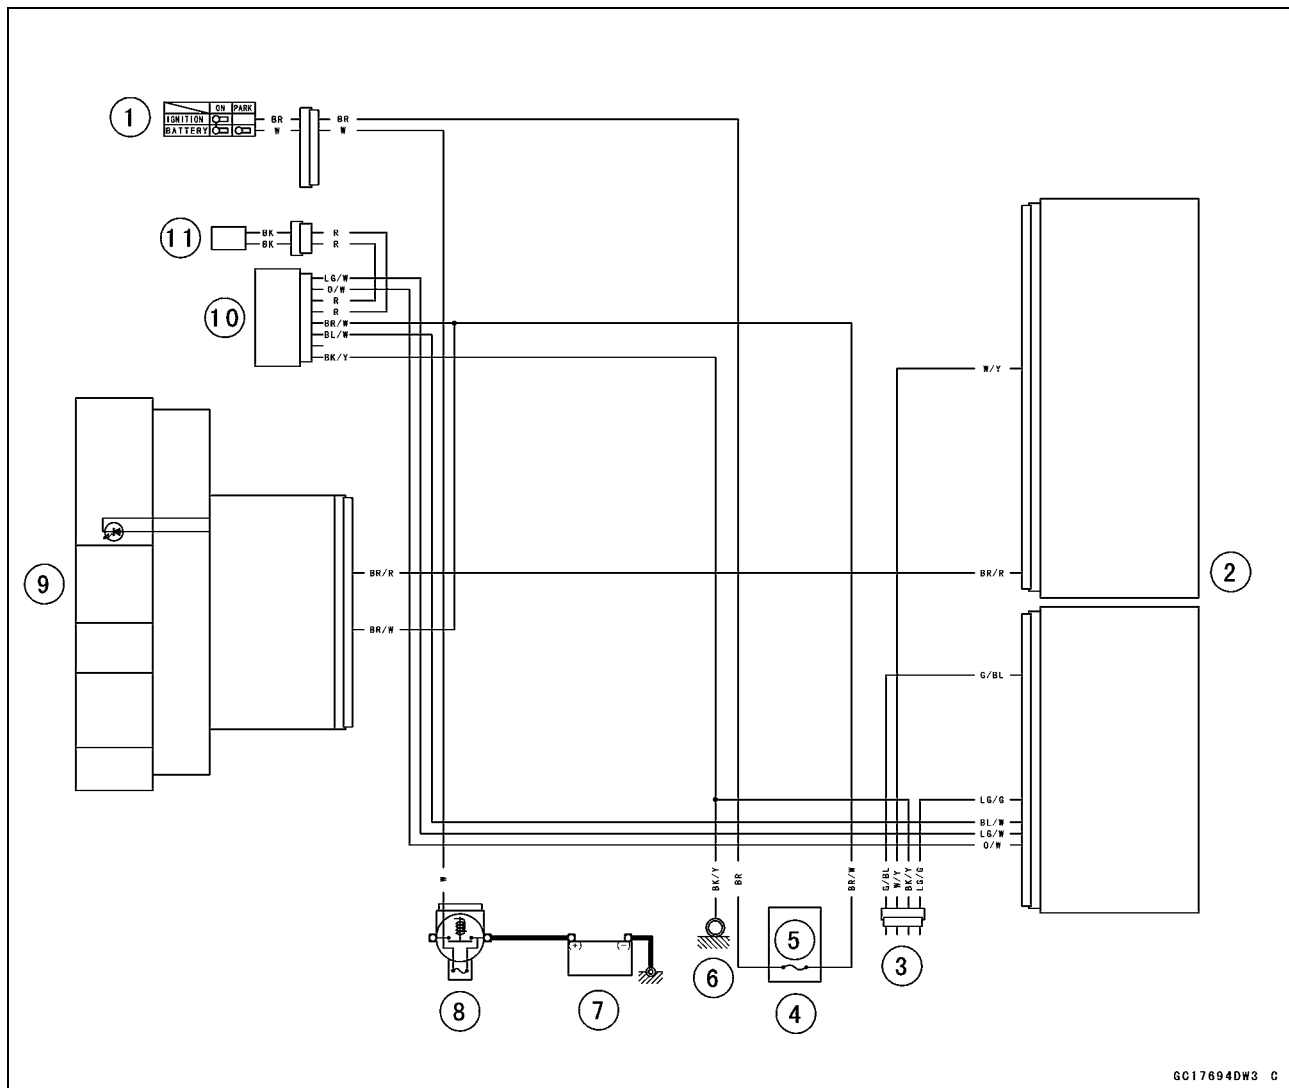 1
ON PARK
IGNITION
BATTERY
BR
W
BR
W
11
BK
BK
R
R
10
LG/W
O/W
R
R
BR/W
BL/W
BK/Y
W/Y
9
BR/R
BR/R
2
BR/W
G/BL
LG/G
BL/W
LG/W
O/W
W
BK/Y
BR
BR/W
G/BL
W/Y
BK/Y
LG/G
(+)
(−)
5
6
3
8
7
4
GC17694DW3 C